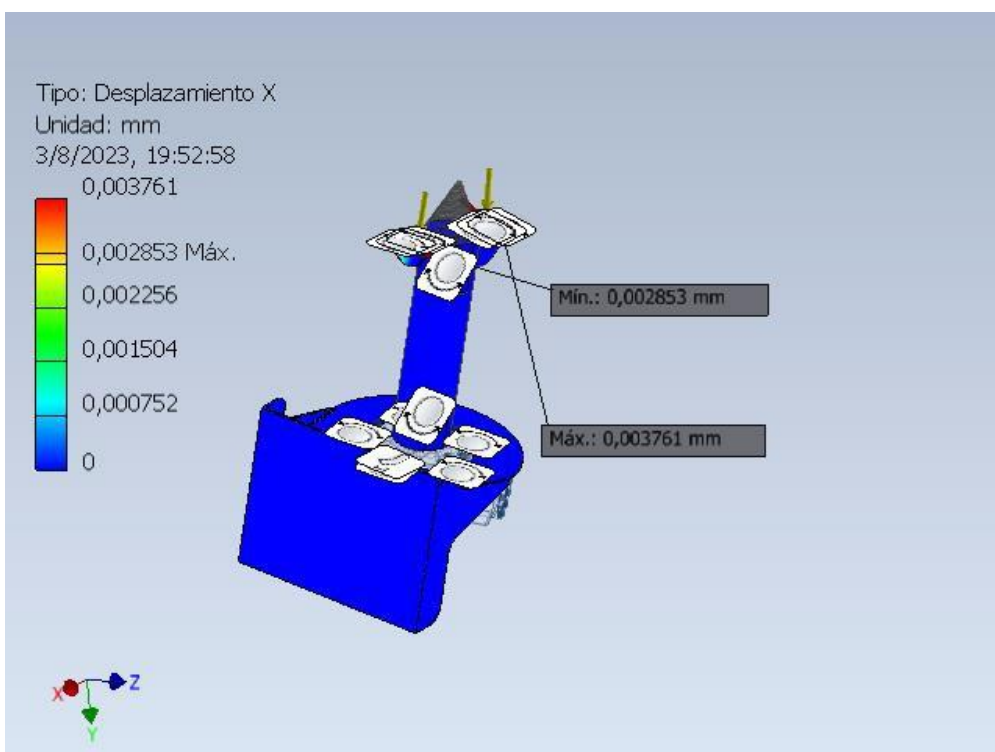 Tipo: Desplazamiento X
Unidad: mm
3/8/2023, 19:52:58
0,003761
0,002853 Máx.
0,002256
0,001504
0,000752
0
Mín.: 0,002853 mm
Máx.: 0,003761 mm
X
Z
Y